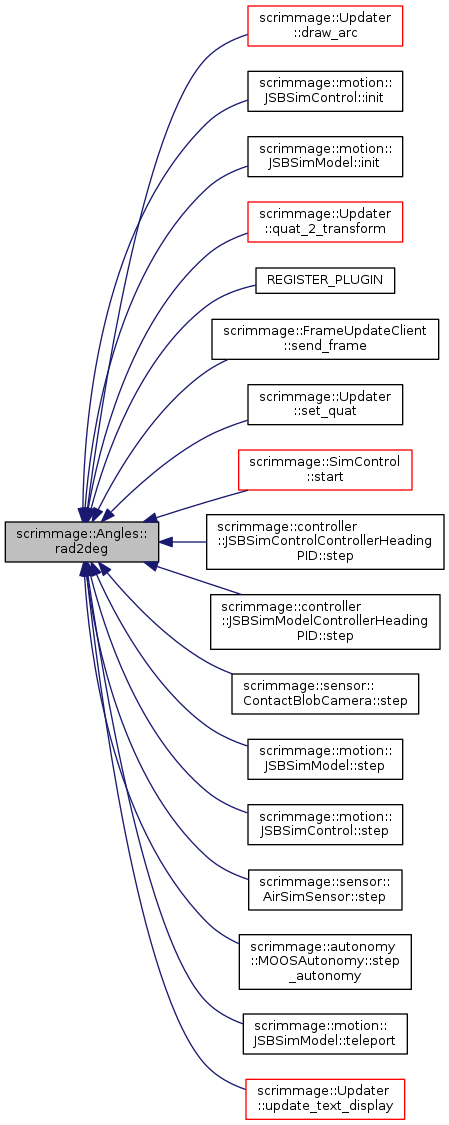 scrimmage::Updater
::draw_arc
scrimmage::motion::
JSBSimControl::init
scrimmage::motion::
JSBSimModel::init
scrimmage::Updater
::quat_2_transform
REGISTER_PLUGIN
scrimmage::FrameUpdateClient
::send_frame
scrimmage::Updater
::set_quat
scrimmage::SimControl
::start
scrimmage::Angles::
rad2deg
scrimmage::controller
::JSBSimControlControllerHeading
PID::step
scrimmage::controller
::JSBSimModelControllerHeading
PID::step
scrimmage::sensor::
ContactBlobCamera::step
scrimmage::motion::
JSBSimModel::step
scrimmage::motion::
JSBSimControl::step
scrimmage::sensor::
AirSimSensor::step
scrimmage::autonomy
::MOOSAutonomy::step
_autonomy
scrimmage::motion::
JSBSimModel::teleport
scrimmage::Updater
::update_text_display